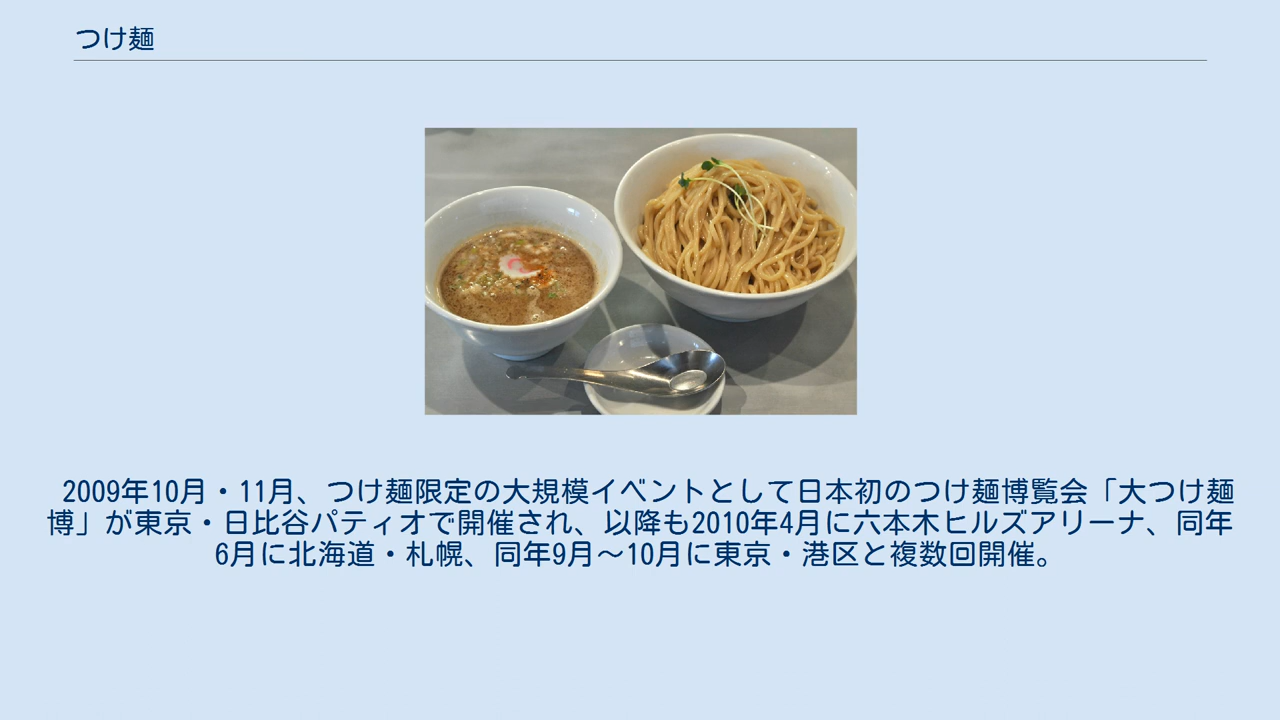 つけ麺
2009年10月・11月、つけ麺限定の大規模イベントとして日本初のつけ麺博覧会「大つけ麺
博」が東京・日比谷パティオで開催され、以降も2010年4月に六本木ヒルズアリーナ、同年
6月に北海道・札幌、同年9月〜10月に東京・港区と複数回開催。